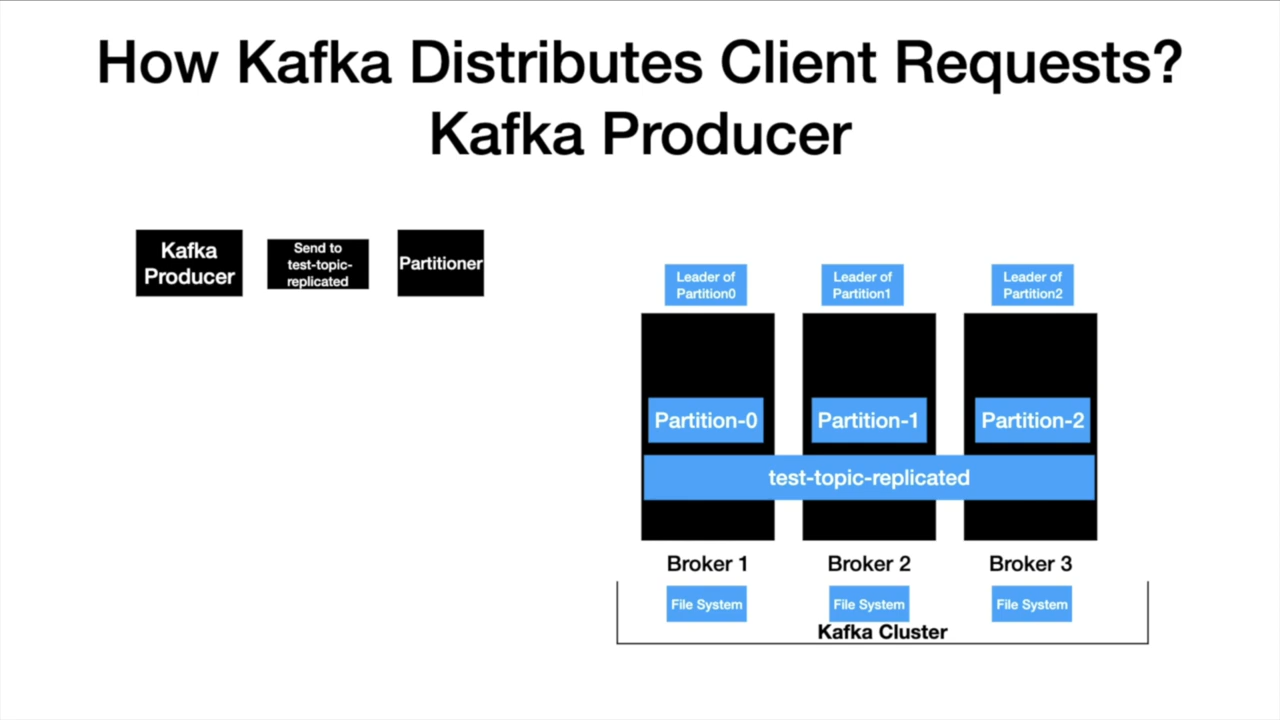 How Kafka Distributes Client Requests?
Kafka Producer
Kafka
Producer
Send to
test-topic-
replicated
Partitioner
Leader of
Partition0
Leader of
Partition1
Leader of
Partition2
Partition-0
Partition-1
Partition-2
test-topic-replicated
Broker 1
Broker 2
Broker 3
File System
File System
File System
Kafka Cluster